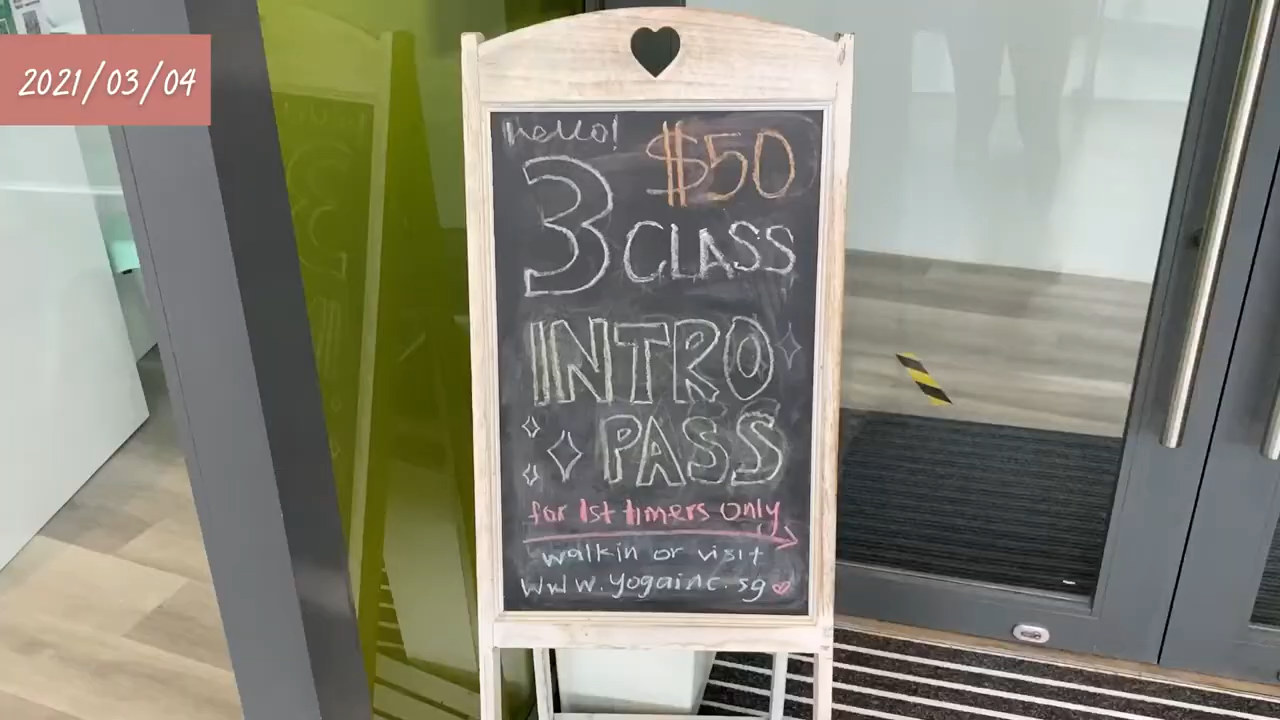 2021/03/04
hello!
$50
3 CLASS
INTRO
PASS
for 1st timers only
walkin or visit
www.yogainc.sg